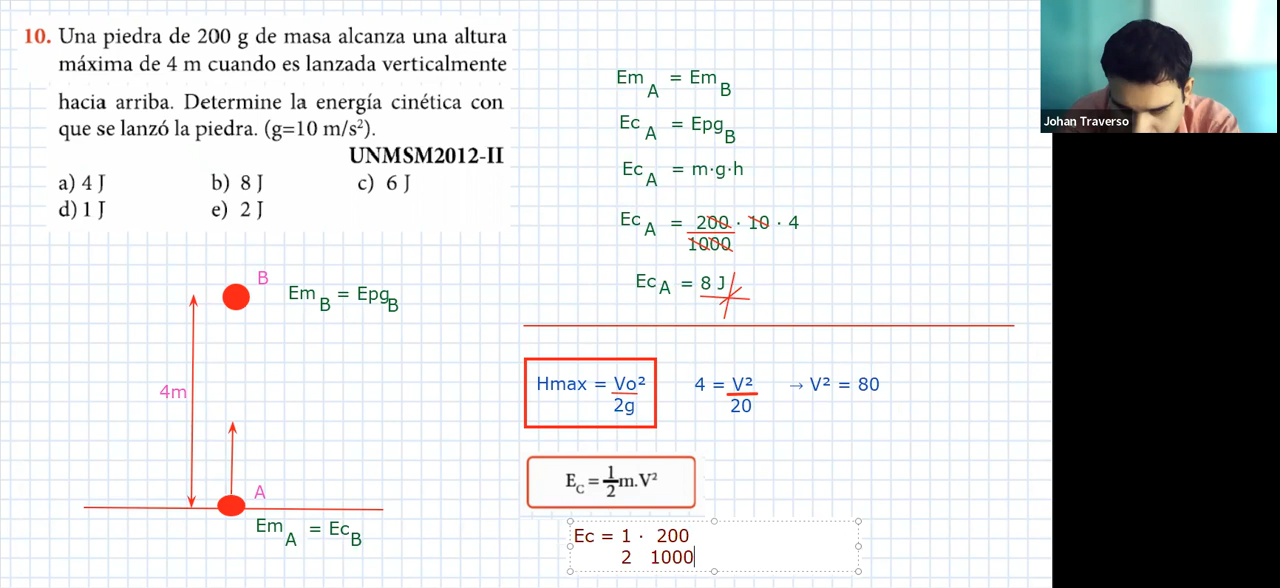 10. Una piedra de 200 g de masa alcanza una altura
máxima de 4 m cuando es lanzada verticalmente
hacia arriba. Determine la energía cinética con
que se lanzó la piedra. (g=10 m/s²).
UNMSM2012-II
a) 4 J b) 8 J c) 6 J
d) 1 J e) 2 J
B
Em B = Epg B
4m
A
Em A = Ec B
Em A = Em B
Ec A = Epg B
Ec A = m·g·h
Ec A = 200 · 10 · 4
1000
Ec A = 8 J
Hmax = Vo²
2g
4 = V²
20
→ V² = 80
E_C = 1/2 m.V²
Ec = 1 · 200
2 1000
Johan Traverso